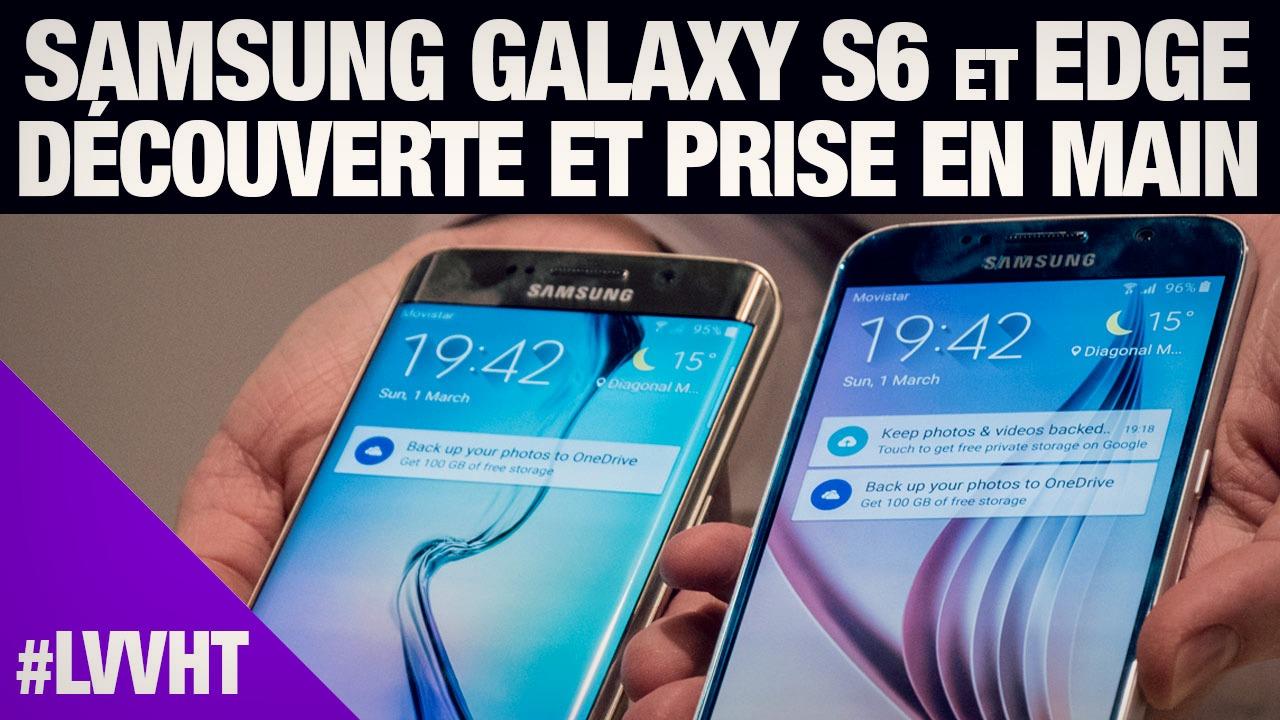 SAMSUNG GALAXY S6 ET EDGE
DÉCOUVERTE ET PRISE EN MAIN
SAMSUNG
Movistar
95%
19:42
15°
Sun, 1 March
Diagonal M...
Back up your photos to OneDrive
Get 100 GB of free storage
SAMSUNG
Movistar
96%
19:42
15°
Sun, 1 March
Diagonal M...
Keep photos & videos backed.. 19:18
Touch to get free private storage on Google
Back up your photos to OneDrive
Get 100 GB of free storage
#LVVHT